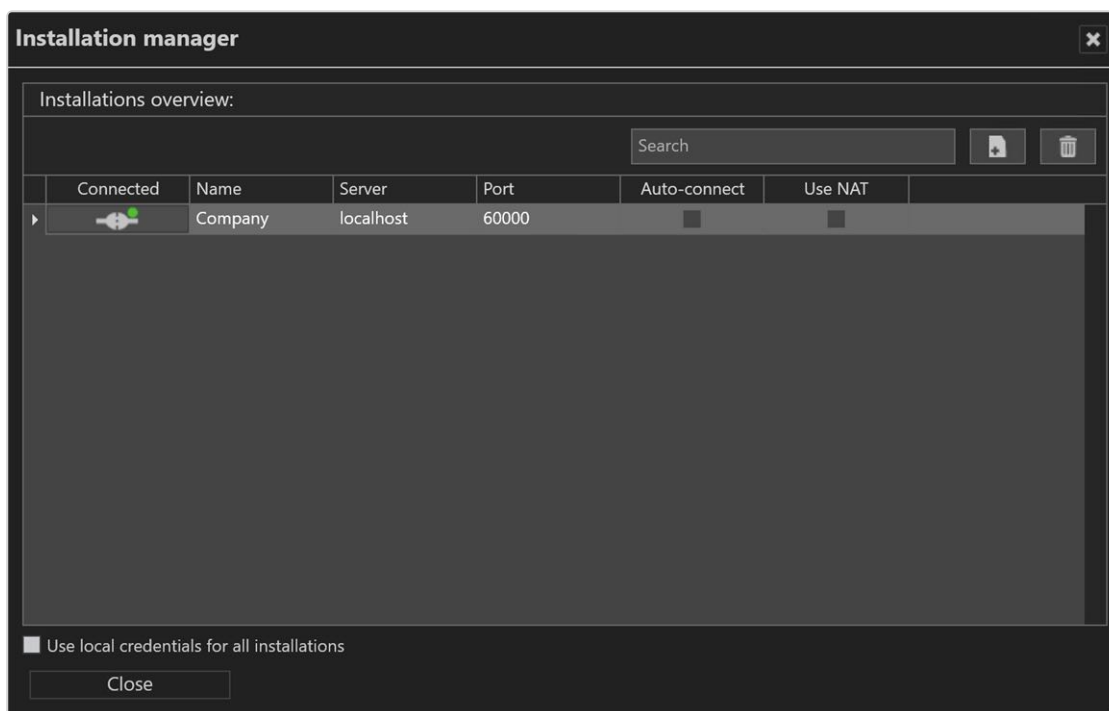 Installation manager
Installations overview:
Search
Connected Name Server Port Auto-connect Use NAT
Company localhost 60000
Use local credentials for all installations
Close